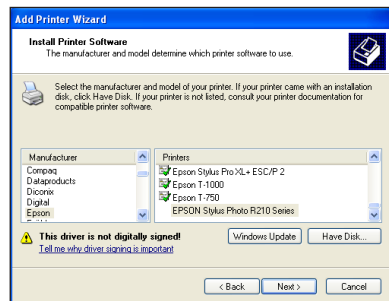 Add Printer Wizard
Install Printer Software
The manufacturer and model determine which printer software to use.
Select the manufacturer and model of your printer. If your printer came with an installation
disk, click Have Disk. If your printer is not listed, consult your printer documentation for
compatible printer software.
Manufacturer
Compaq
Dataproducts
Diconix
Digital
Epson
Printers
Epson Stylus Pro XL+ ESC/P 2
Epson T-1000
Epson T-750
EPSON Stylus Photo R210 Series
This driver is not digitally signed!
Tell me why driver signing is important
Windows Update
Have Disk...
< Back
Next >
Cancel